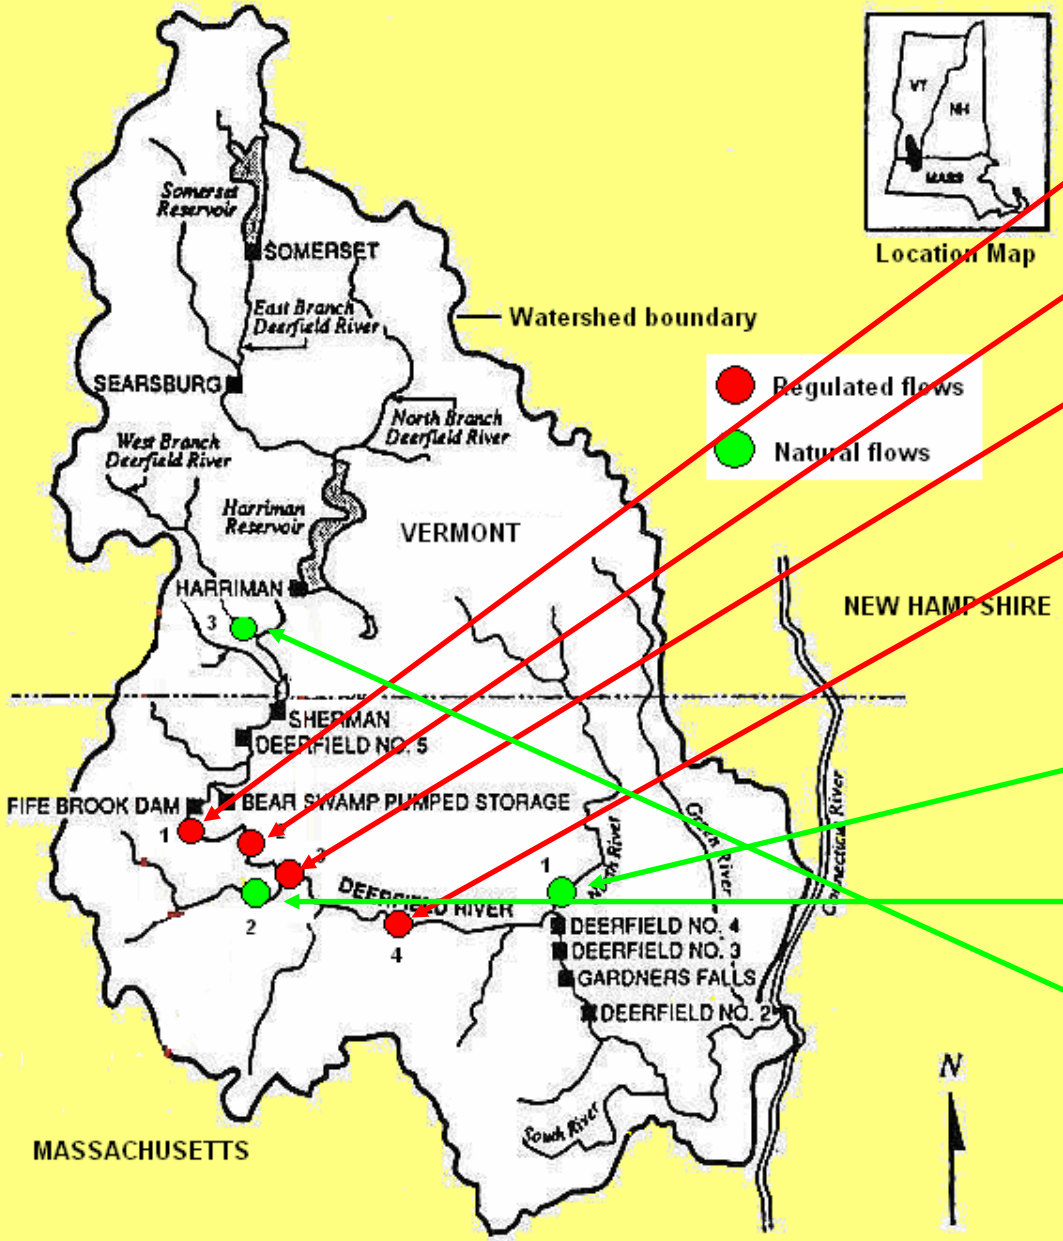 VT
NH
MASS
Location Map
Somerset
Reservoir
SOMERSET
East Branch
Deerfield River
Watershed boundary
SEARSBURG
Regulated flows
North Branch
Deerfield River
West Branch
Deerfield River
Natural flows
Harriman
Reservoir
VERMONT
HARRIMAN
NEW HAMPSHIRE
3
SHERMAN
DEERFIELD NO. 5
FIFE BROOK DAM
BEAR SWAMP PUMPED STORAGE
1
2
3
Green River
Connecticut River
North River
1
DEERFIELD RIVER
2
4
DEERFIELD NO. 4
DEERFIELD NO. 3
GARDNERS FALLS
DEERFIELD NO. 2
South River
N
MASSACHUSETTS